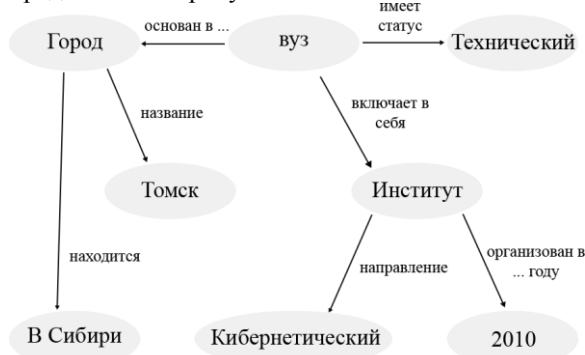 основан в ...
имеет
статус
Город
вуз
Технический
включает в
себя
название
Томск
Институт
находится
направление
организован в
... году
В Сибири
Кибернетический
2010